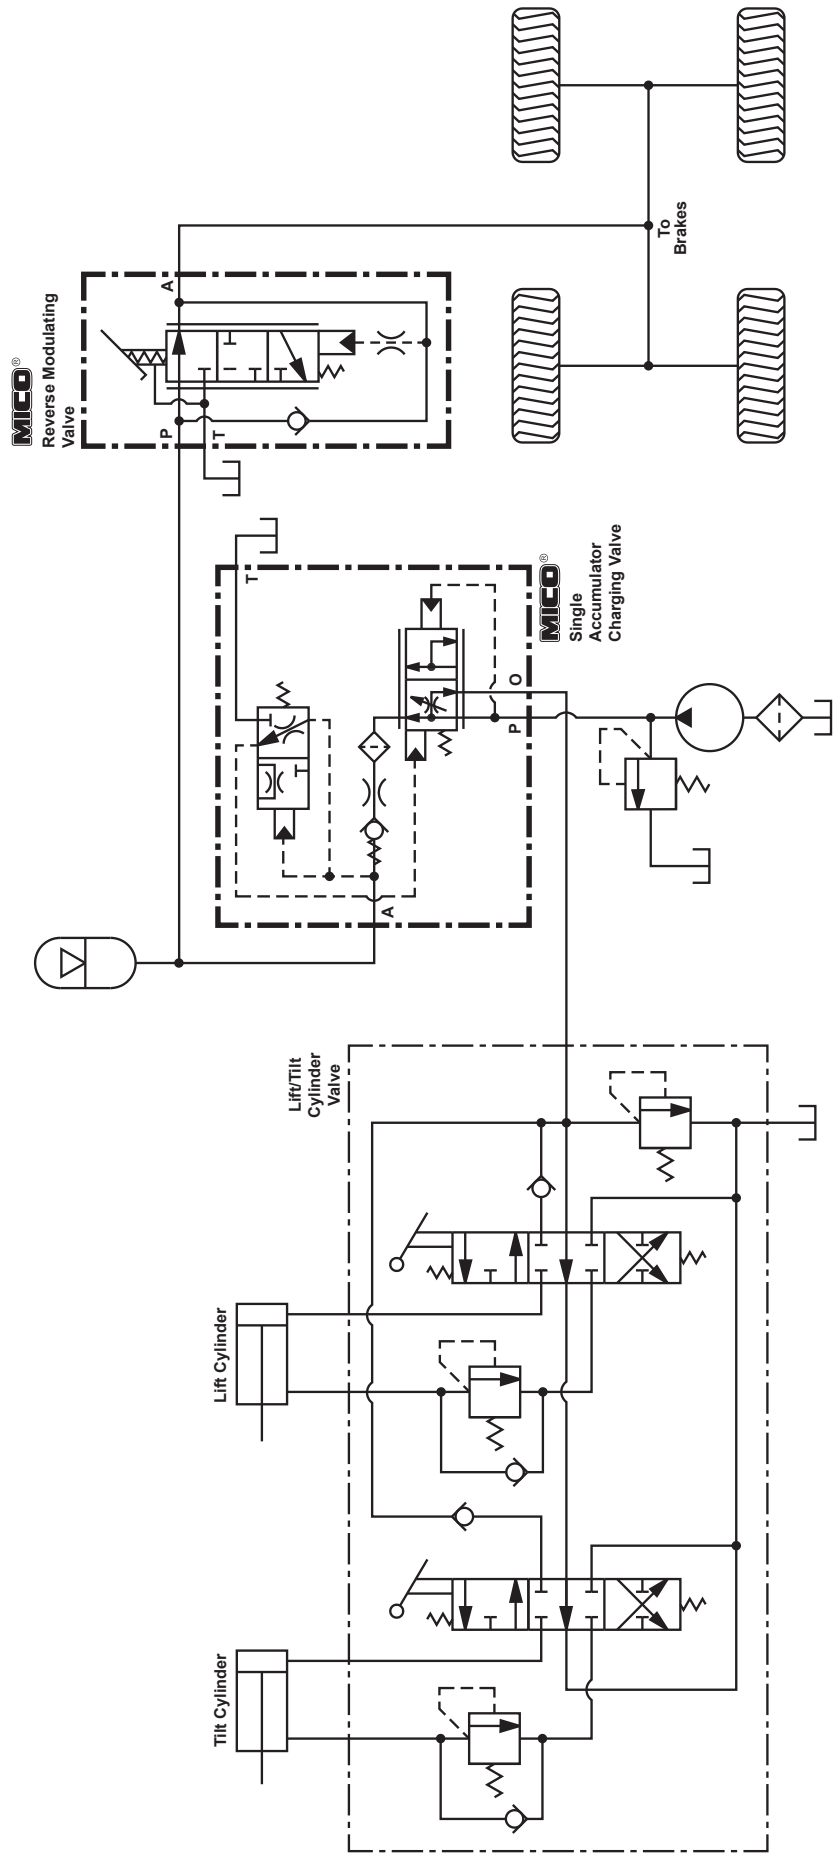 MICO®
Reverse Modulating
Valve
A
P
T
To
Brakes
T
MICO®
Single
Accumulator
Charging Valve
O
P
A
Lift/Tilt
Cylinder
Valve
Lift Cylinder
Tilt Cylinder